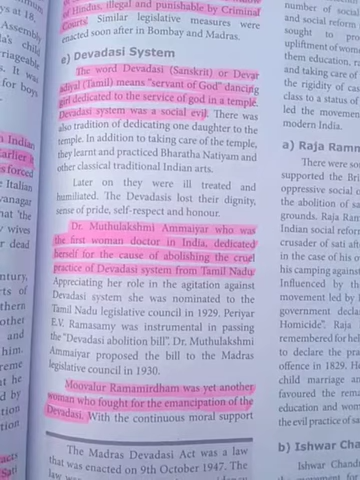 of Hindus, illegal and punishable by Criminal
Courts. Similar legislative measures were
enacted soon after in Bombay and Madras.
e) Devadasi System
The word Devadasi (Sanskrit) or Devar
adiyal (Tamil) means "servant of God" dancing
girl dedicated to the service of god in a temple.
Devadasi system was a social evil. There was
also tradition of dedicating one daughter to the
temple. In addition to taking care of the temple,
they learnt and practiced Bharatha Natiyam and
other classical traditional Indian arts.
Later on they were ill treated and
humiliated. The Devadasis lost their dignity,
sense of pride, self-respect and honour.
Dr. Muthulakshmi Ammaiyar who was
the first woman doctor in India, dedicated
herself for the cause of abolishing the cruel
practice of Devadasi system from Tamil Nadu
Appreciating her role in the agitation against
Devadasi system she was nominated to the
Tamil Nadu legislative council in 1929. Periyar
E.V. Ramasamy was instrumental in passing
the "Devadasi abolition bill". Dr. Muthulakshmi
Ammaiyar proposed the bill to the Madras
legislative council in 1930.
Moovalur Ramamirdham was yet another
woman who fought for the emancipation of the
Devadasi. With the continuous moral support
The Madras Devadasi Act was a law
that was enacted on 9th October 1947. The
number of social
and social reform
sought to
upliftment of wom
them education,
and taking care of
the rigidity of cas
class to a status of
led the movement
modern India.
a) Raja Ramm
There were so
supported the Bri
oppressive social
the abolition of sa
grounds. Raja Ram
Indian social reform
crusader of sati aft
in the case of his o
his camping against
Influenced by th
movement led by
government decla
Homicide". Raja
remembered for hel
to declare the pra
offence in 1829. H
child marriage an
favoured the rema
education and wom
the evil practice of sa
b) Ishwar Cha
Ishwar Chand